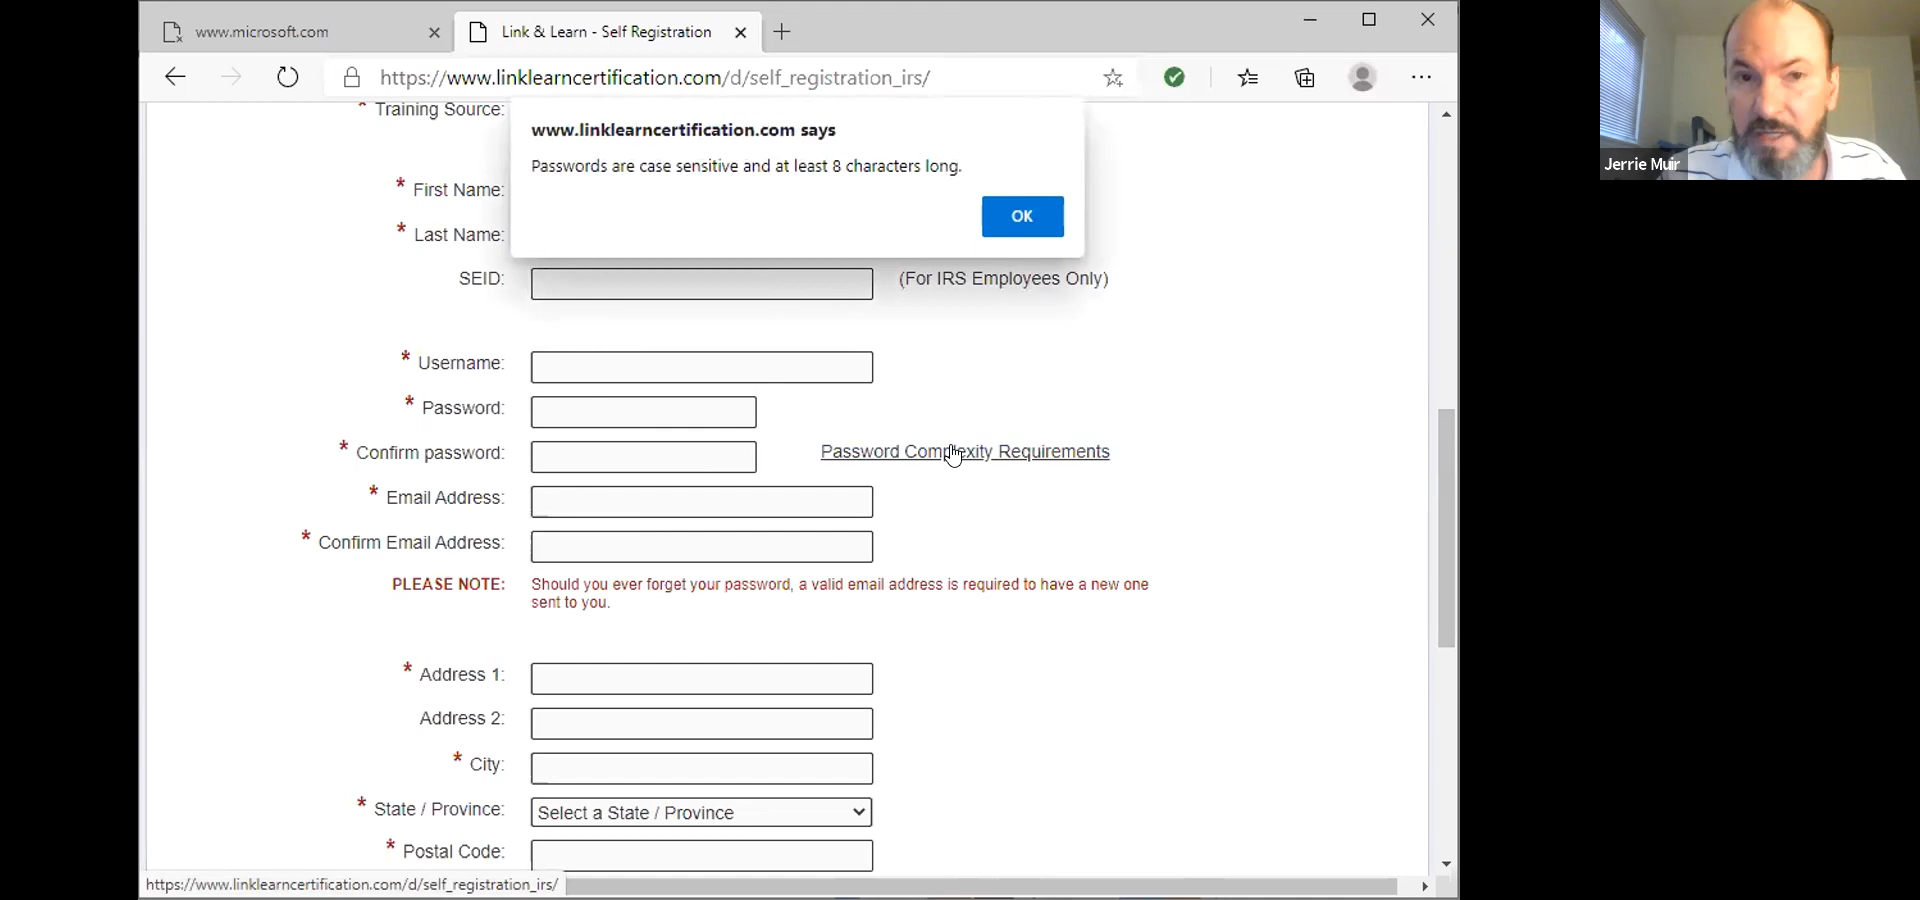 www.microsoft.com
Link & Learn - Self Registration
https://www.linklearncertification.com/d/self_registration_irs/
* Training Source:
www.linklearncertification.com says
Passwords are case sensitive and at least 8 characters long.
OK
* First Name:
* Last Name:
SEID:
(For IRS Employees Only)
* Username:
* Password:
* Confirm password:
Password Complexity Requirements
* Email Address:
* Confirm Email Address:
PLEASE NOTE:
Should you ever forget your password, a valid email address is required to have a new one
sent to you.
* Address 1:
Address 2:
* City:
* State / Province:
Select a State / Province
* Postal Code:
https://www.linklearncertification.com/d/self_registration_irs/
Jerrie Muir